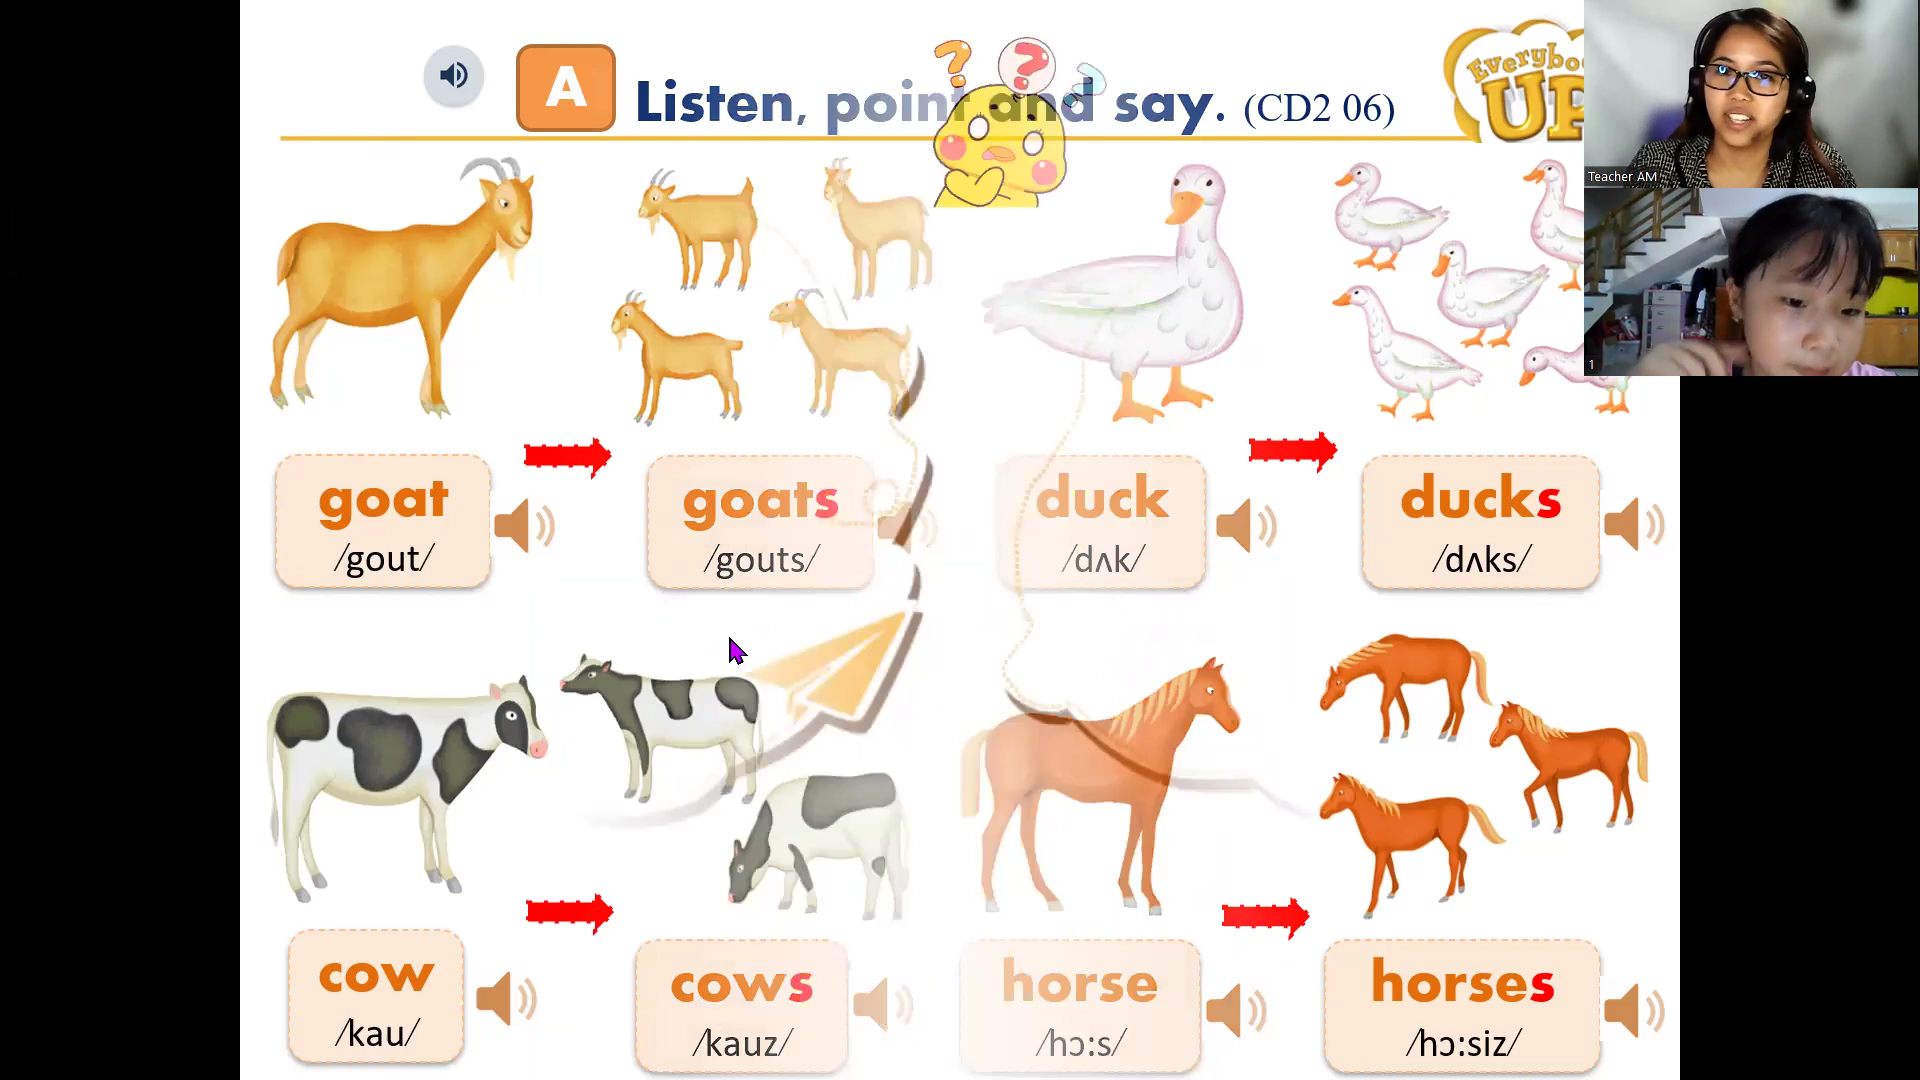 A Listen, point and say. (CD2 06)
UP
Teacher AM
1
goat
/gout/
goats
/gouts/
duck
/dʌk/
ducks
/dʌks/
cow
/kau/
cows
/kauz/
horse
/hɔ:s/
horses
/hɔ:siz/